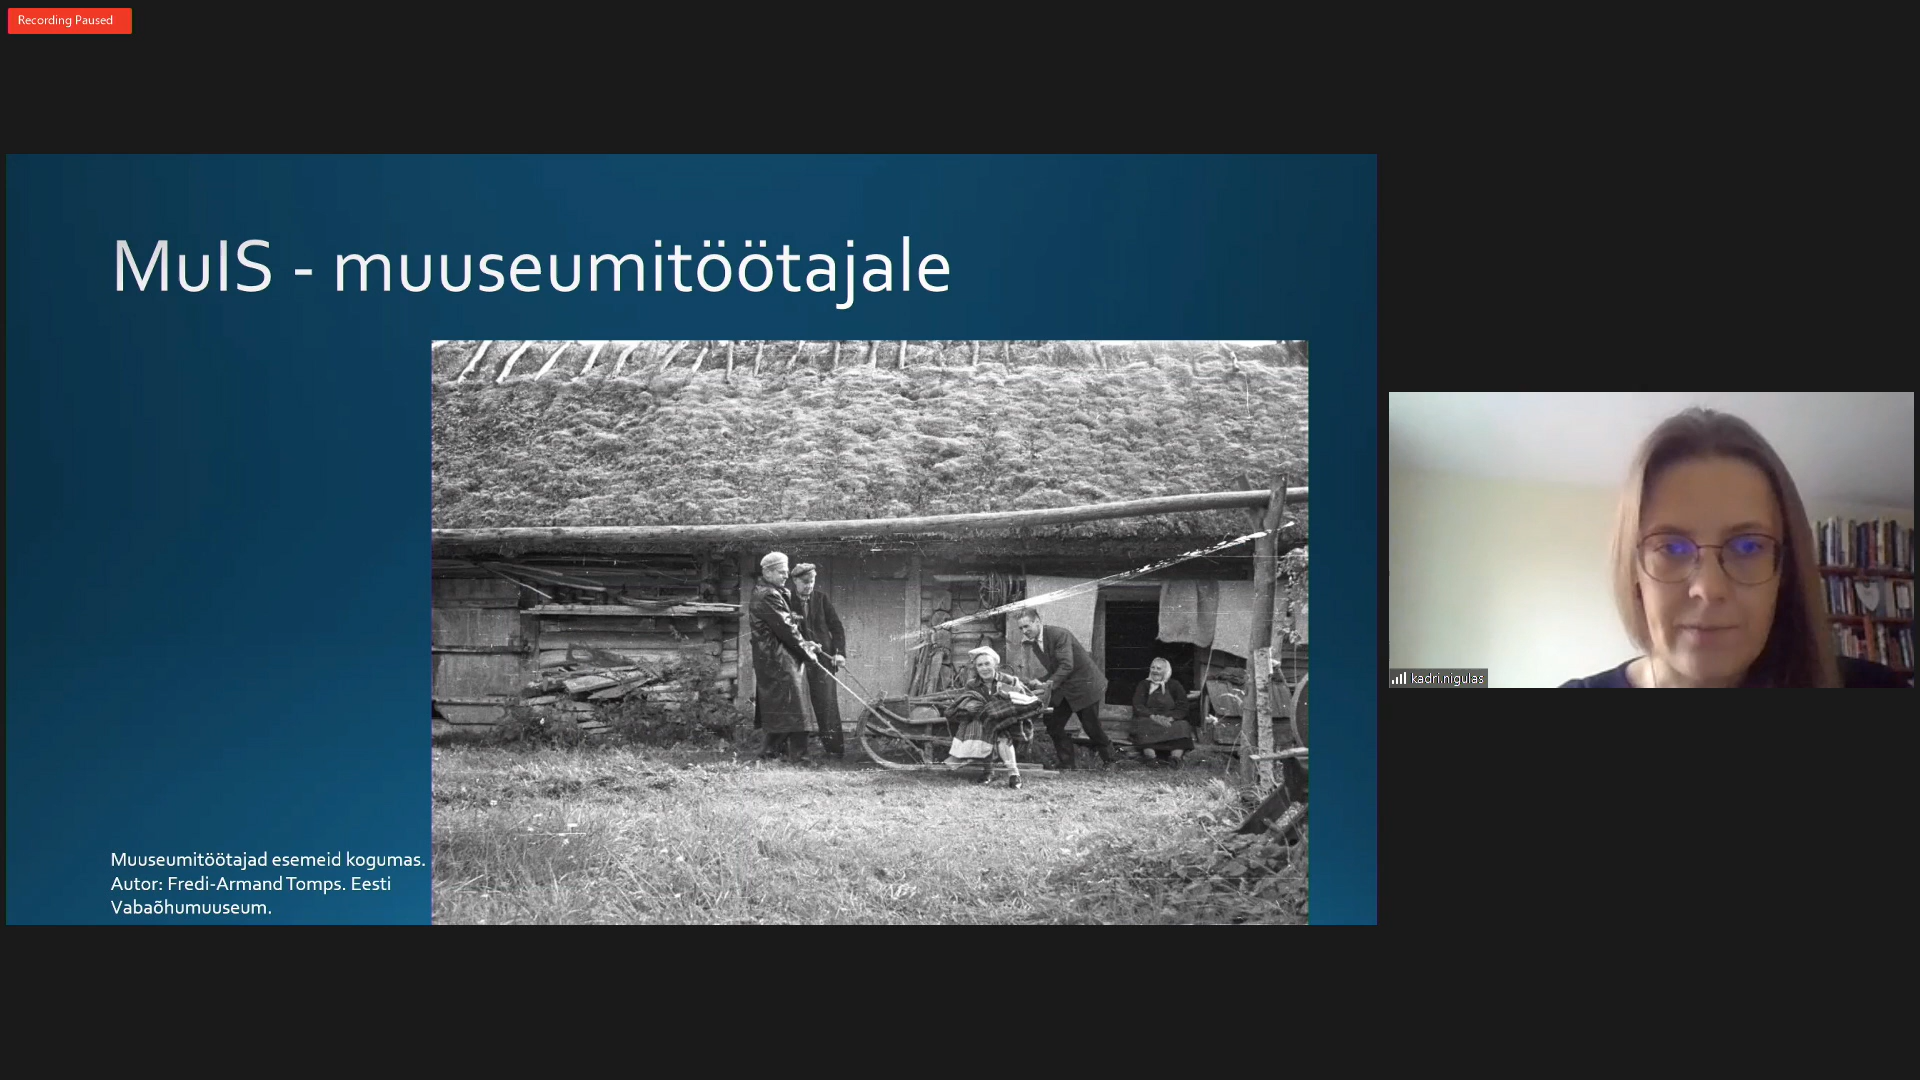 Recording Paused
MuIS - muuseumitöötajale
Muuseumitöötajad esemeid kogumas.
Autor: Fredi-Armand Tomps. Eesti
Vabaõhumuuseum.
kadri.nigulas